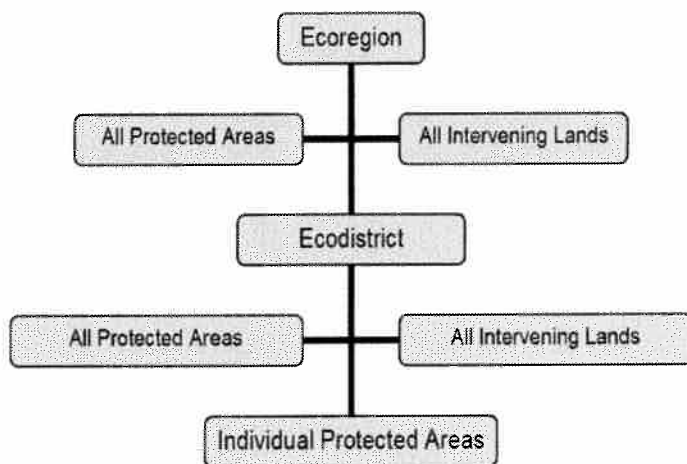 Ecoregion
All Protected Areas
All Intervening Lands
Ecodistrict
All Protected Areas
All Intervening Lands
Individual Protected Areas